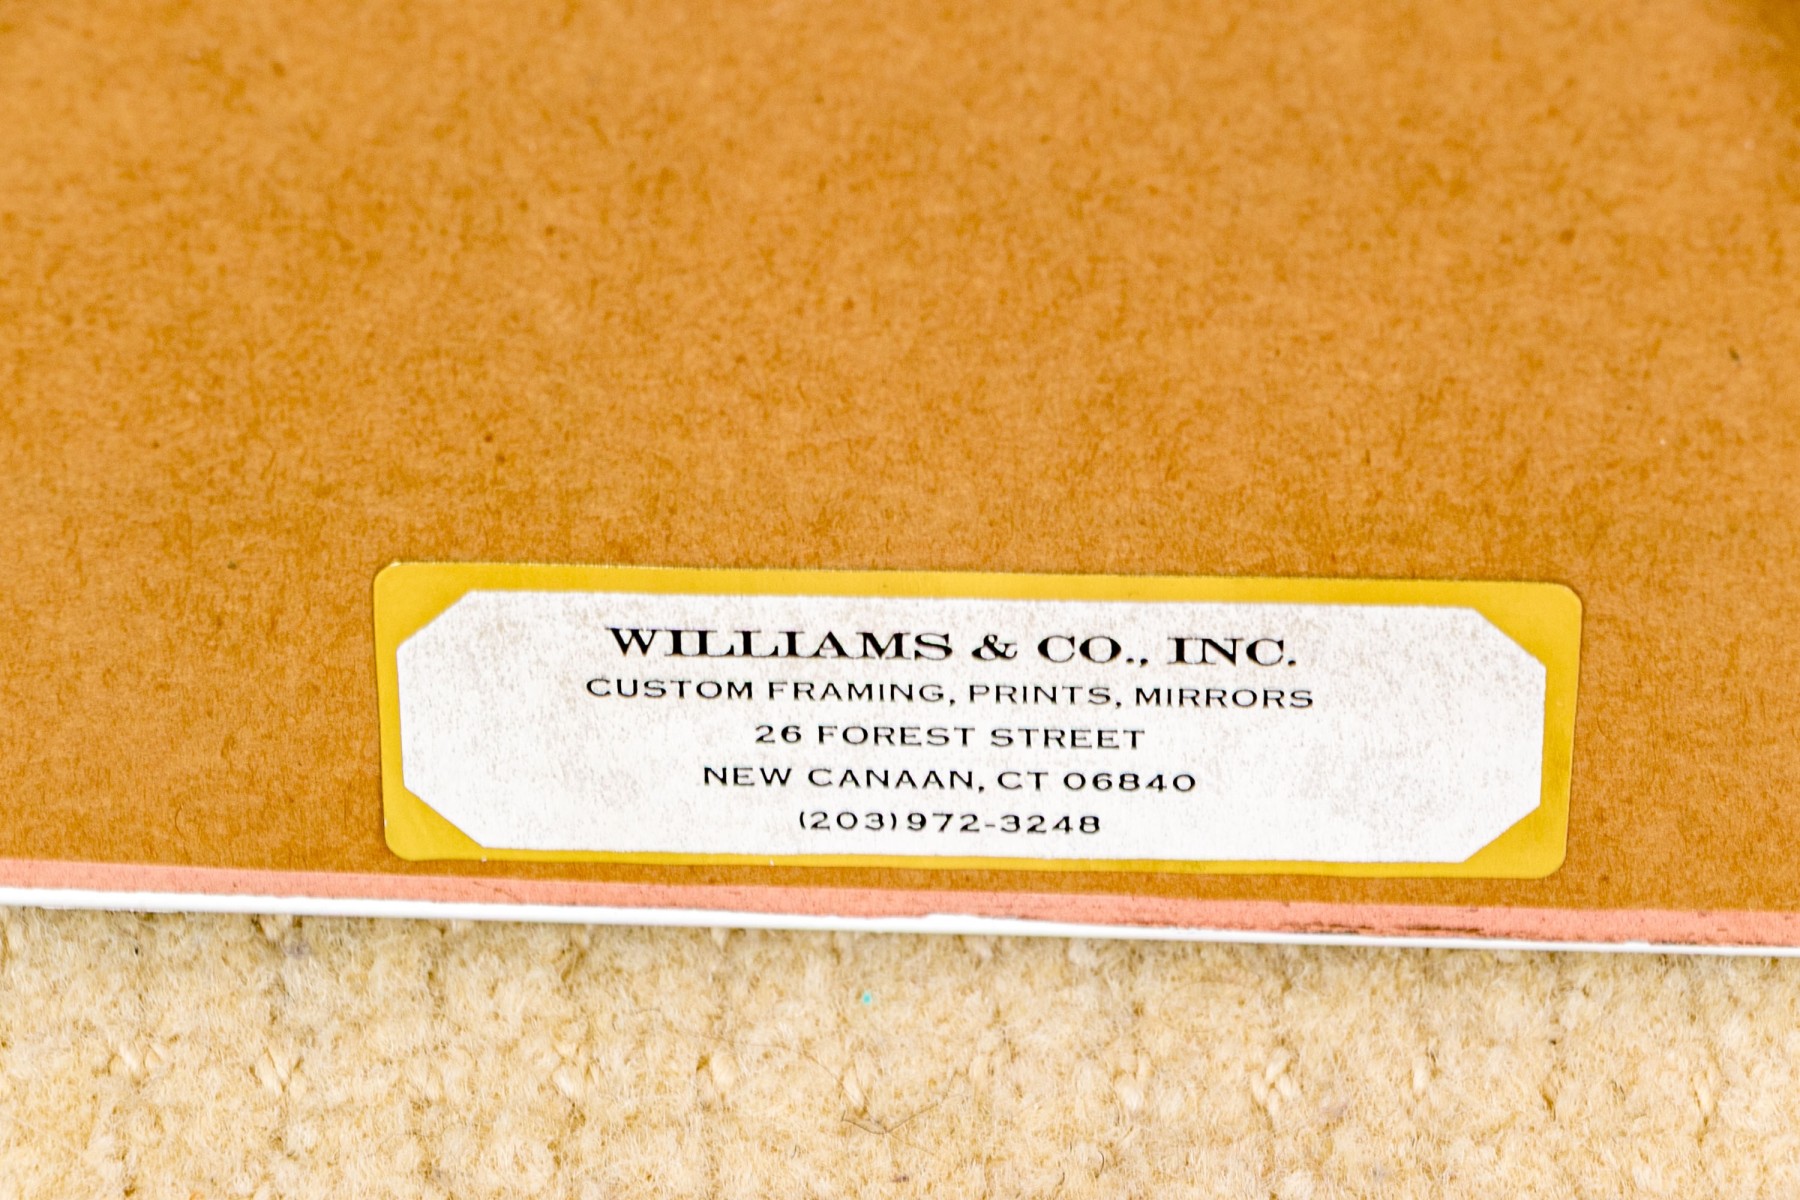 WILLIAMS & CO., INC.
CUSTOM FRAMING, PRINTS, MIRRORS
26 FOREST STREET
NEW CANAAN, CT 06840
(203)972-3248